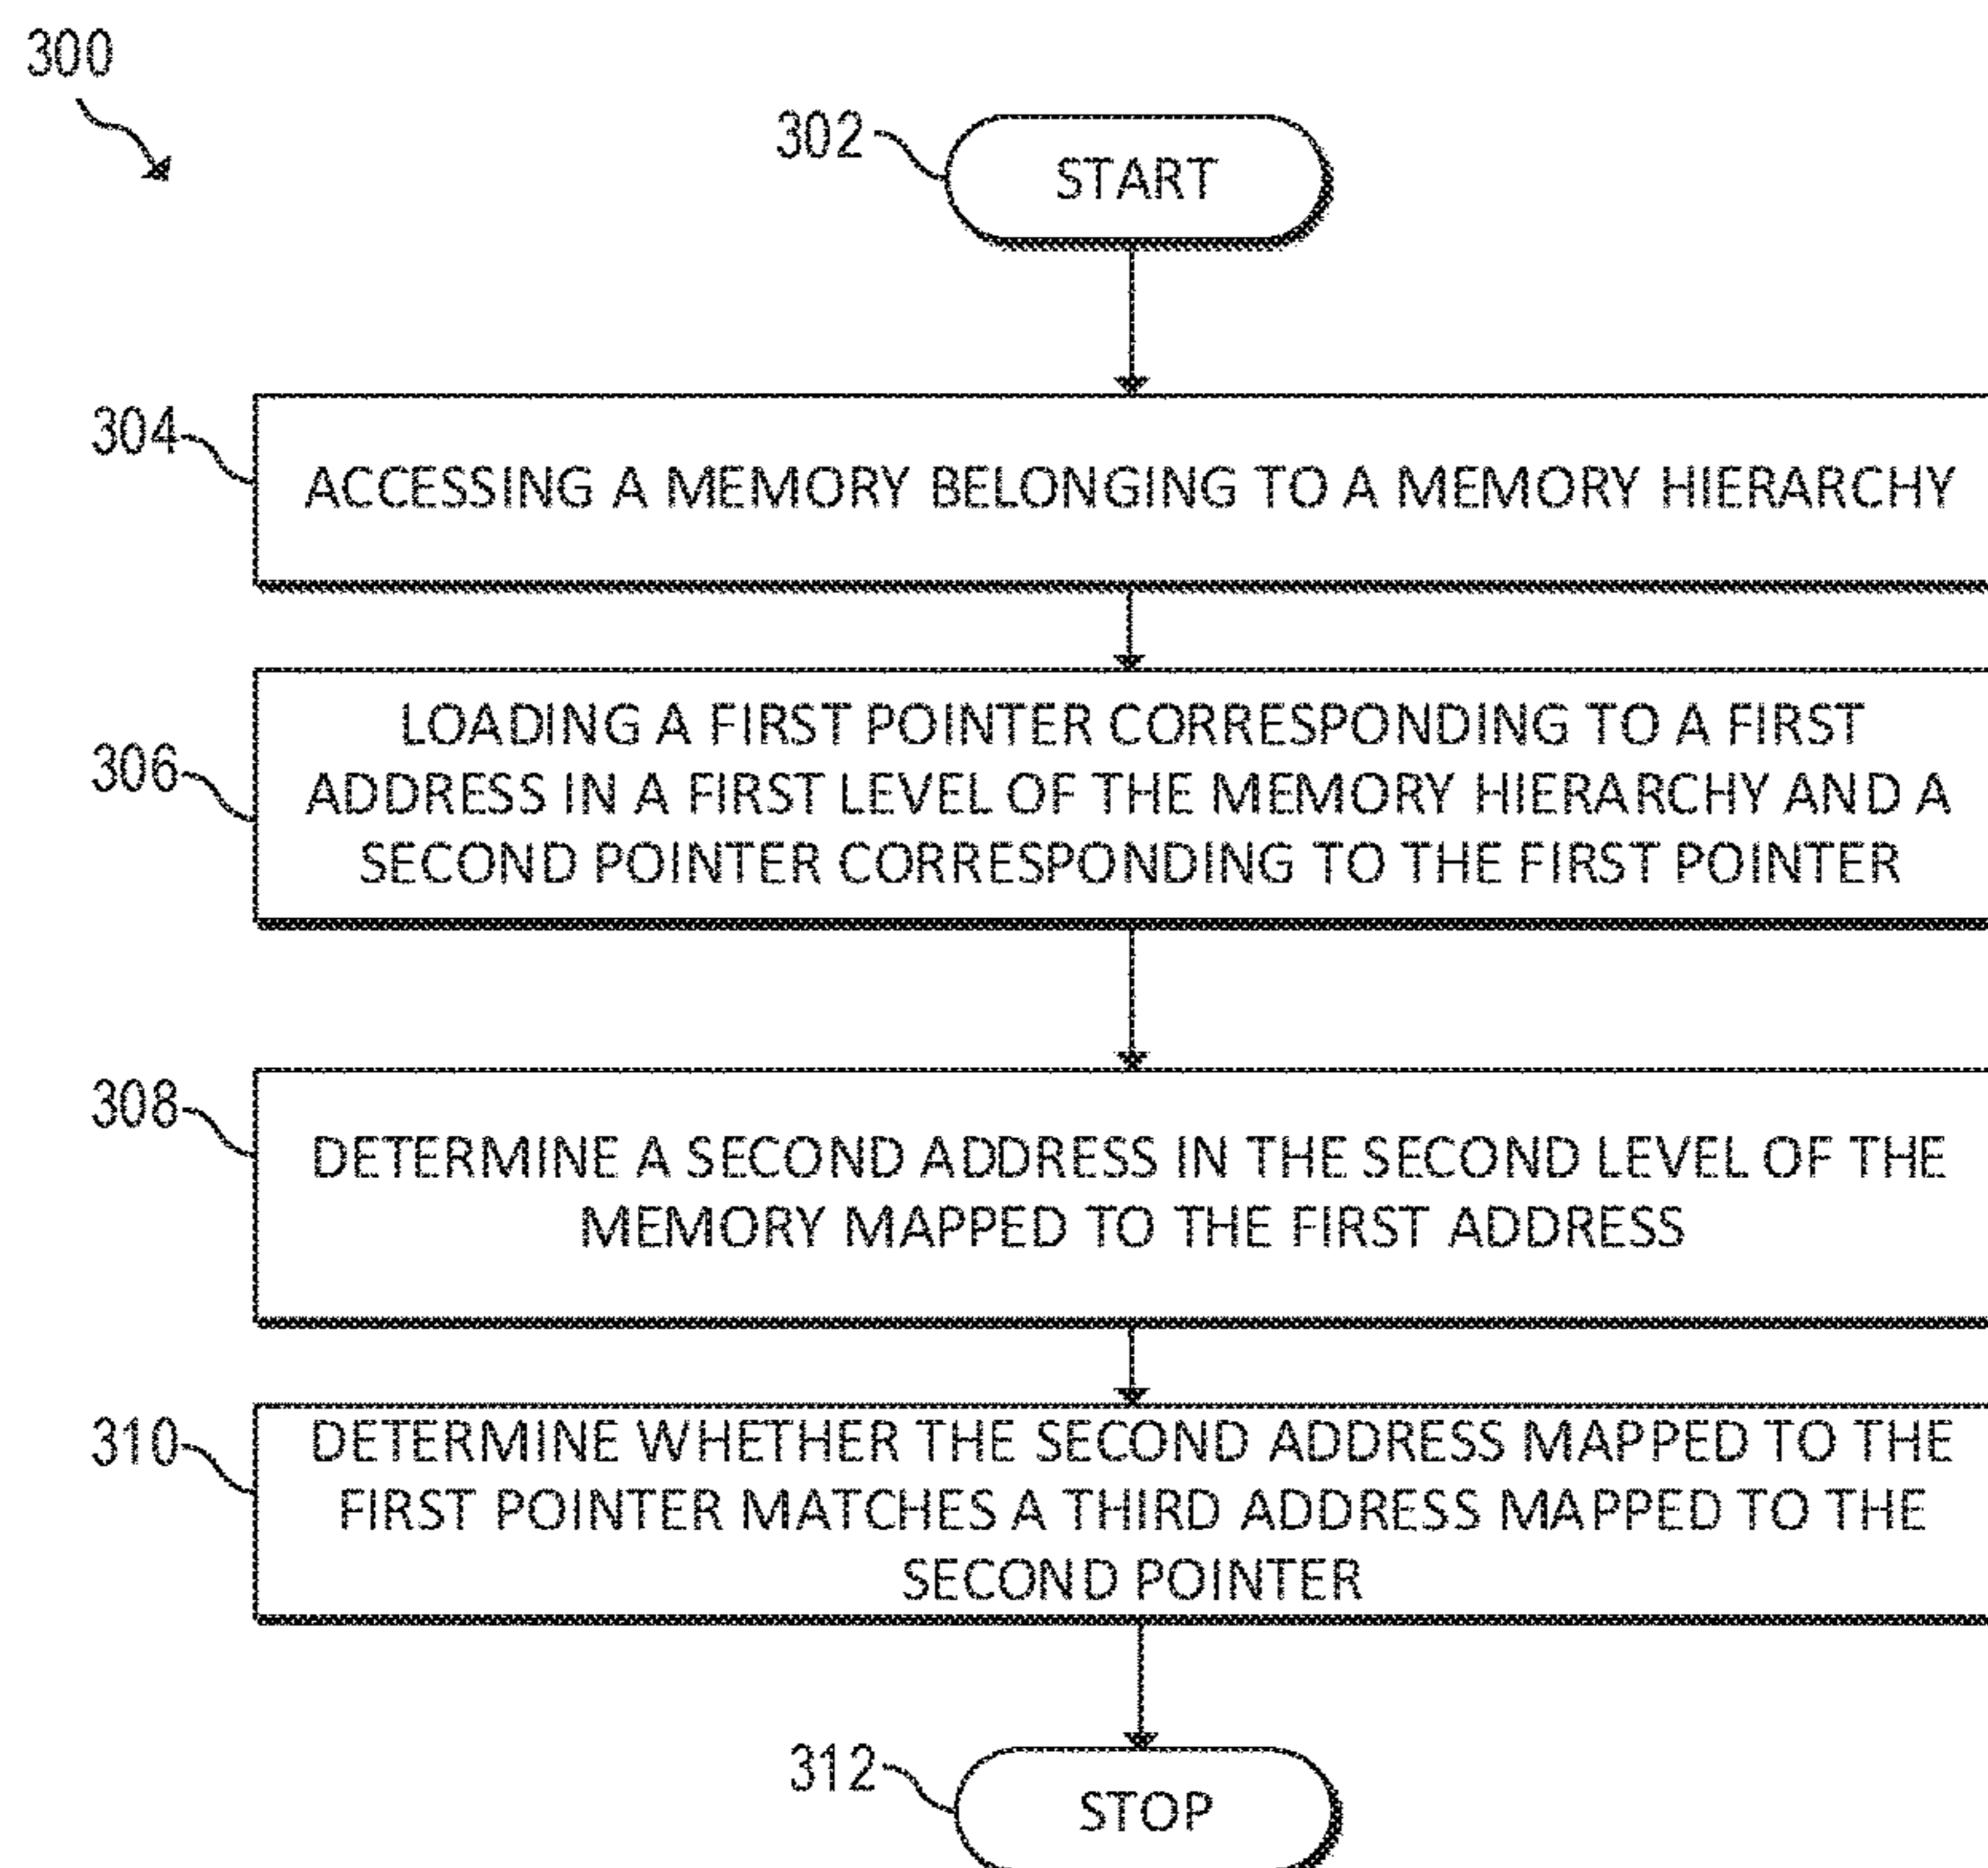 300
302
START
304
ACCESSING A MEMORY BELONGING TO A MEMORY HIERARCHY
306
LOADING A FIRST POINTER CORRESPONDING TO A FIRST
ADDRESS IN A FIRST LEVEL OF THE MEMORY HIERARCHY AND A
SECOND POINTER CORRESPONDING TO THE FIRST POINTER
308
DETERMINE A SECOND ADDRESS IN THE SECOND LEVEL OF THE
MEMORY MAPPED TO THE FIRST ADDRESS
310
DETERMINE WHETHER THE SECOND ADDRESS MAPPED TO THE
FIRST POINTER MATCHES A THIRD ADDRESS MAPPED TO THE
SECOND POINTER
312
STOP